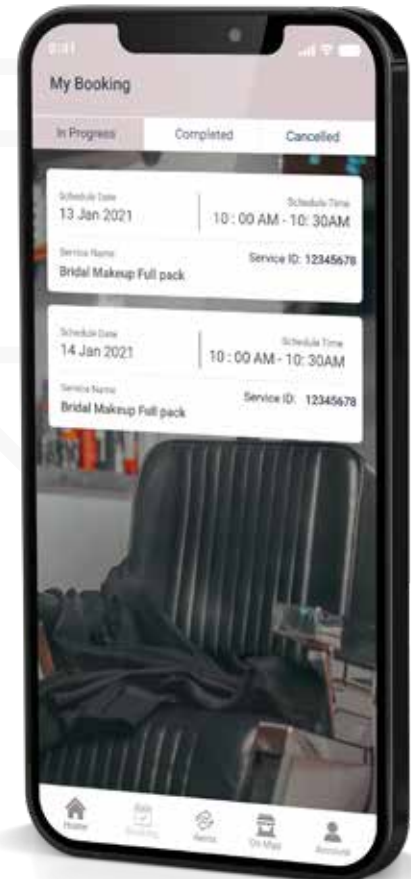 9:41
My Booking
In Progress Completed Cancelled
Schedule Date Schedule Time
13 Jan 2021 10 : 00 AM - 10: 30AM
Service Name Service ID: 12345678
Bridal Makeup Full pack
Schedule Date Schedule Time
14 Jan 2021 10 : 00 AM - 10: 30AM
Service Name Service ID: 12345678
Bridal Makeup Full pack
Home Booking On Map Account